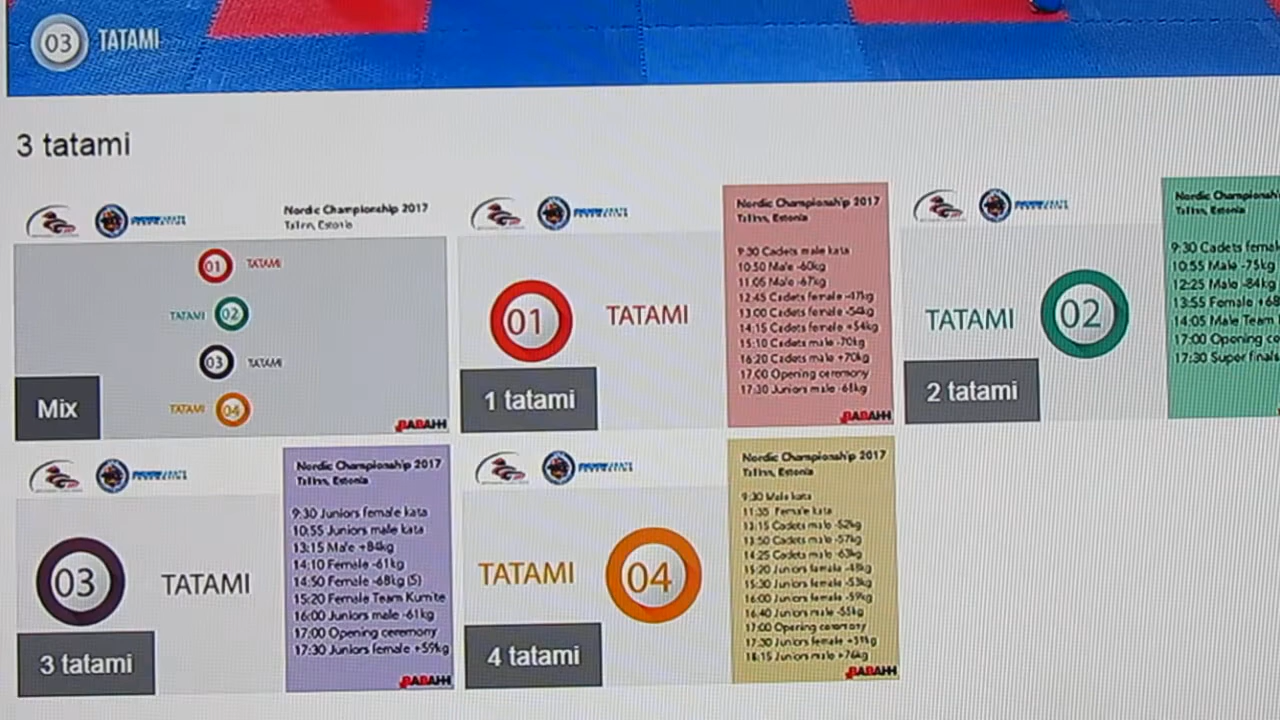 03 TATAMI
3 tatami
Nordic Championship 2017
Tallinn, Estonia
01 TATAMI
TATAMI 02
03 TATAMI
TATAMI 04
Mix
BABAHH
01 TATAMI
1 tatami
Nordic Championship 2017
Tallinn, Estonia
9:30 Cadets male kata
10:50 Male -60kg
11:05 Male -67kg
12:45 Cadets female -47kg
13:00 Cadets female -54kg
14:15 Cadets female +54kg
15:10 Cadets male -70kg
16:20 Cadets male +70kg
17:00 Opening ceremony
17:30 Juniors male -68kg
BABAHH
TATAMI 02
2 tatami
Nordic Championsh
Tallinn, Estonia
9:30 Cadets femal
10:55 Male -75kg
12:25 Male -84kg
13:55 Female +68
14:05 Male Team
17:00 Opening ce
17:30 Superfinals
03 TATAMI
3 tatami
Nordic Championship 2017
Tallinn, Estonia
9:30 Juniors female kata
10:55 Juniors male kata
13:15 Male +84kg
14:10 Female -61kg
14:50 Female -68kg (5)
15:20 Female Team Kumite
16:00 Juniors male -61kg
17:00 Opening ceremony
17:30 Juniors female +59kg
BABAHH
TATAMI 04
4 tatami
Nordic Championship 2017
Tallinn, Estonia
9:30 Male kata
11:35 Female kata
13:15 Cadets male -52kg
13:50 Cadets male -57kg
14:25 Cadets male -63kg
15:20 Juniors female -48kg
15:30 Juniors female -53kg
16:00 Juniors female -59kg
16:40 Juniors male -55kg
17:00 Opening ceremony
17:30 Juniors female +59kg
18:15 Juniors male +76kg
BABAHH